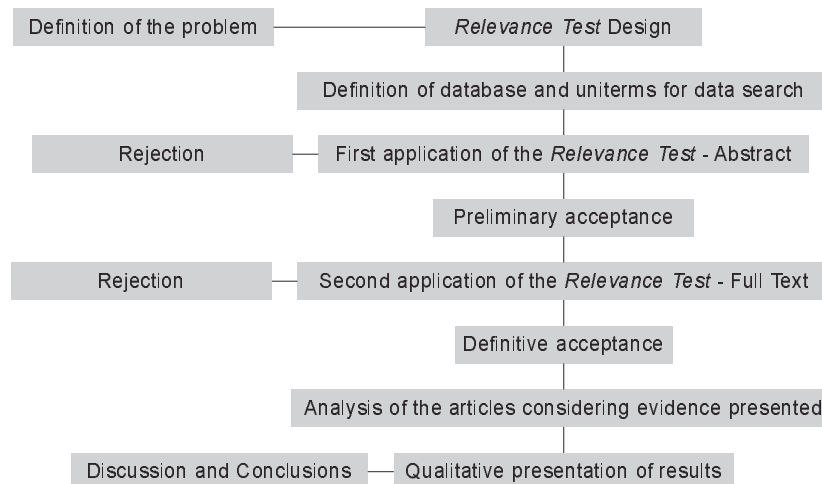 Definition of the problem
Relevance Test Design
Definition of database and uniterms for data search
Rejection
First application of the Relevance Test - Abstract
Preliminary acceptance
Rejection
Second application of the Relevance Test - Full Text
Definitive acceptance
Analysis of the articles considering evidence presented
Discussion and Conclusions
Qualitative presentation of results